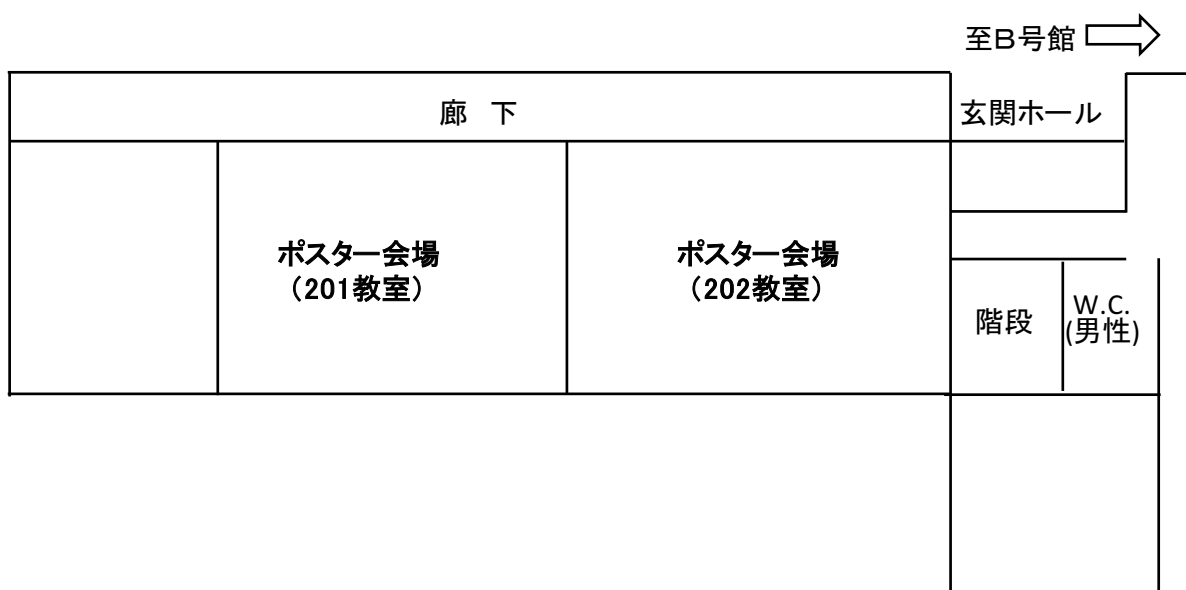 至B号館
廊 下
玄関ホール
ポスター会場
（201教室）
ポスター会場
（202教室）
階段
W.C.
(男性)